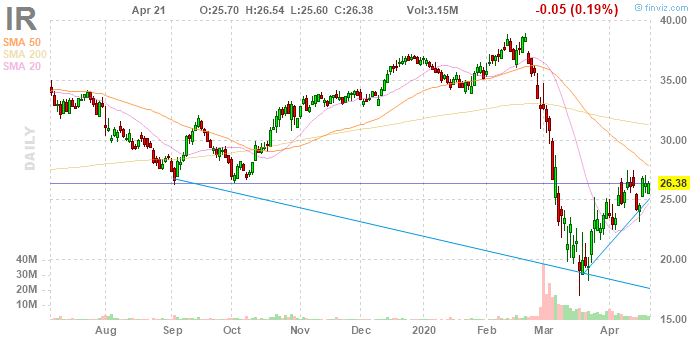 IR Apr 21 O:25.70 H:26.54 L:25.60 C:26.38 Vol:3.15M -0.05 (0.19%)
© finviz.com
SMA 50
SMA 200
SMA 20
DAILY
40.00
35.00
30.00
26.38
25.00
20.00
15.00
40M
30M
20M
10M
Aug Sep Oct Nov Dec 2020 Feb Mar Apr